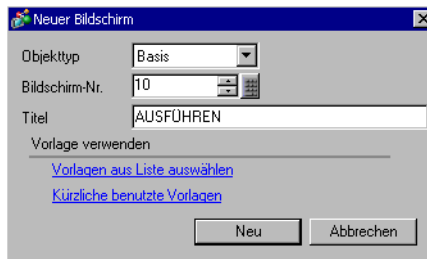 Neuer Bildschirm
Objekttyp Basis
Bildschirm-Nr. 10
Titel AUSFÜHREN
Vorlage verwenden
Vorlagen aus Liste auswählen
Kürzliche benutzte Vorlagen
Neu Abbrechen